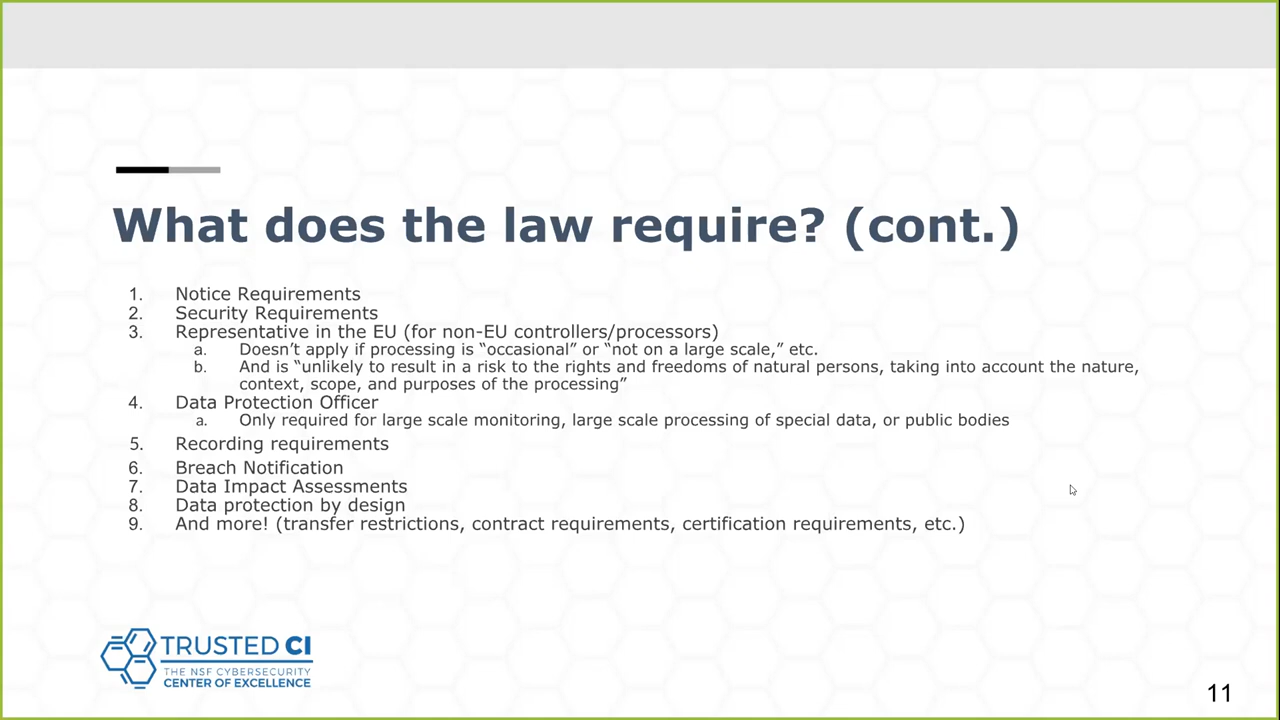 What does the law require? (cont.)
1. Notice Requirements
2. Security Requirements
3. Representative in the EU (for non-EU controllers/processors)
a. Doesn’t apply if processing is “occasional” or “not on a large scale,” etc.
b. And is “unlikely to result in a risk to the rights and freedoms of natural persons, taking into account the nature,
context, scope, and purposes of the processing”
4. Data Protection Officer
a. Only required for large scale monitoring, large scale processing of special data, or public bodies
5. Recording requirements
6. Breach Notification
7. Data Impact Assessments
8. Data protection by design
9. And more! (transfer restrictions, contract requirements, certification requirements, etc.)
TRUSTED CI
THE NSF CYBERSECURITY
CENTER OF EXCELLENCE
11